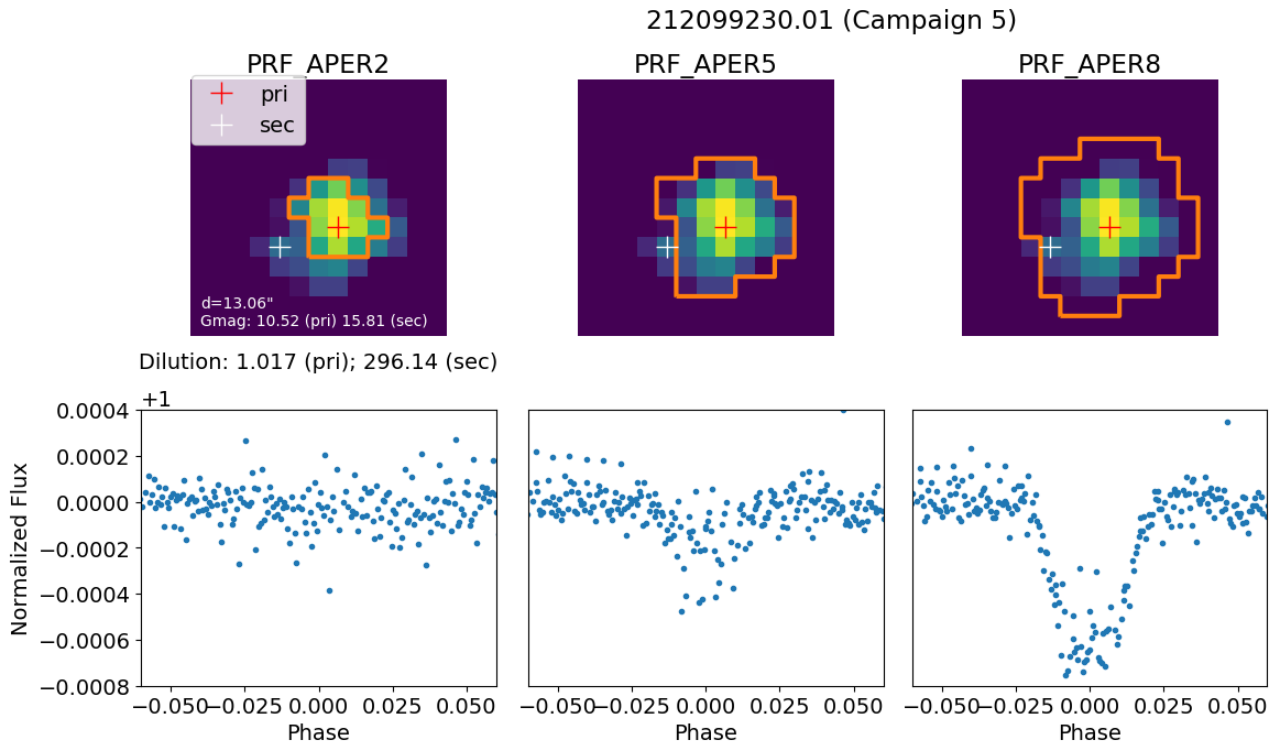 212099230.01 (Campaign 5)
PRF_APER2
PRF_APER5
PRF_APER8
pri
sec
d=13.06"
Gmag: 10.52 (pri) 15.81 (sec)
Dilution: 1.017 (pri); 296.14 (sec)
+1
0.0004
0.0002
0.0000
−0.0002
−0.0004
−0.0006
−0.0008
Normalized Flux
−0.050 −0.025 0.000 0.025 0.050
−0.050 −0.025 0.000 0.025 0.050
−0.050 −0.025 0.000 0.025 0.050
Phase
Phase
Phase